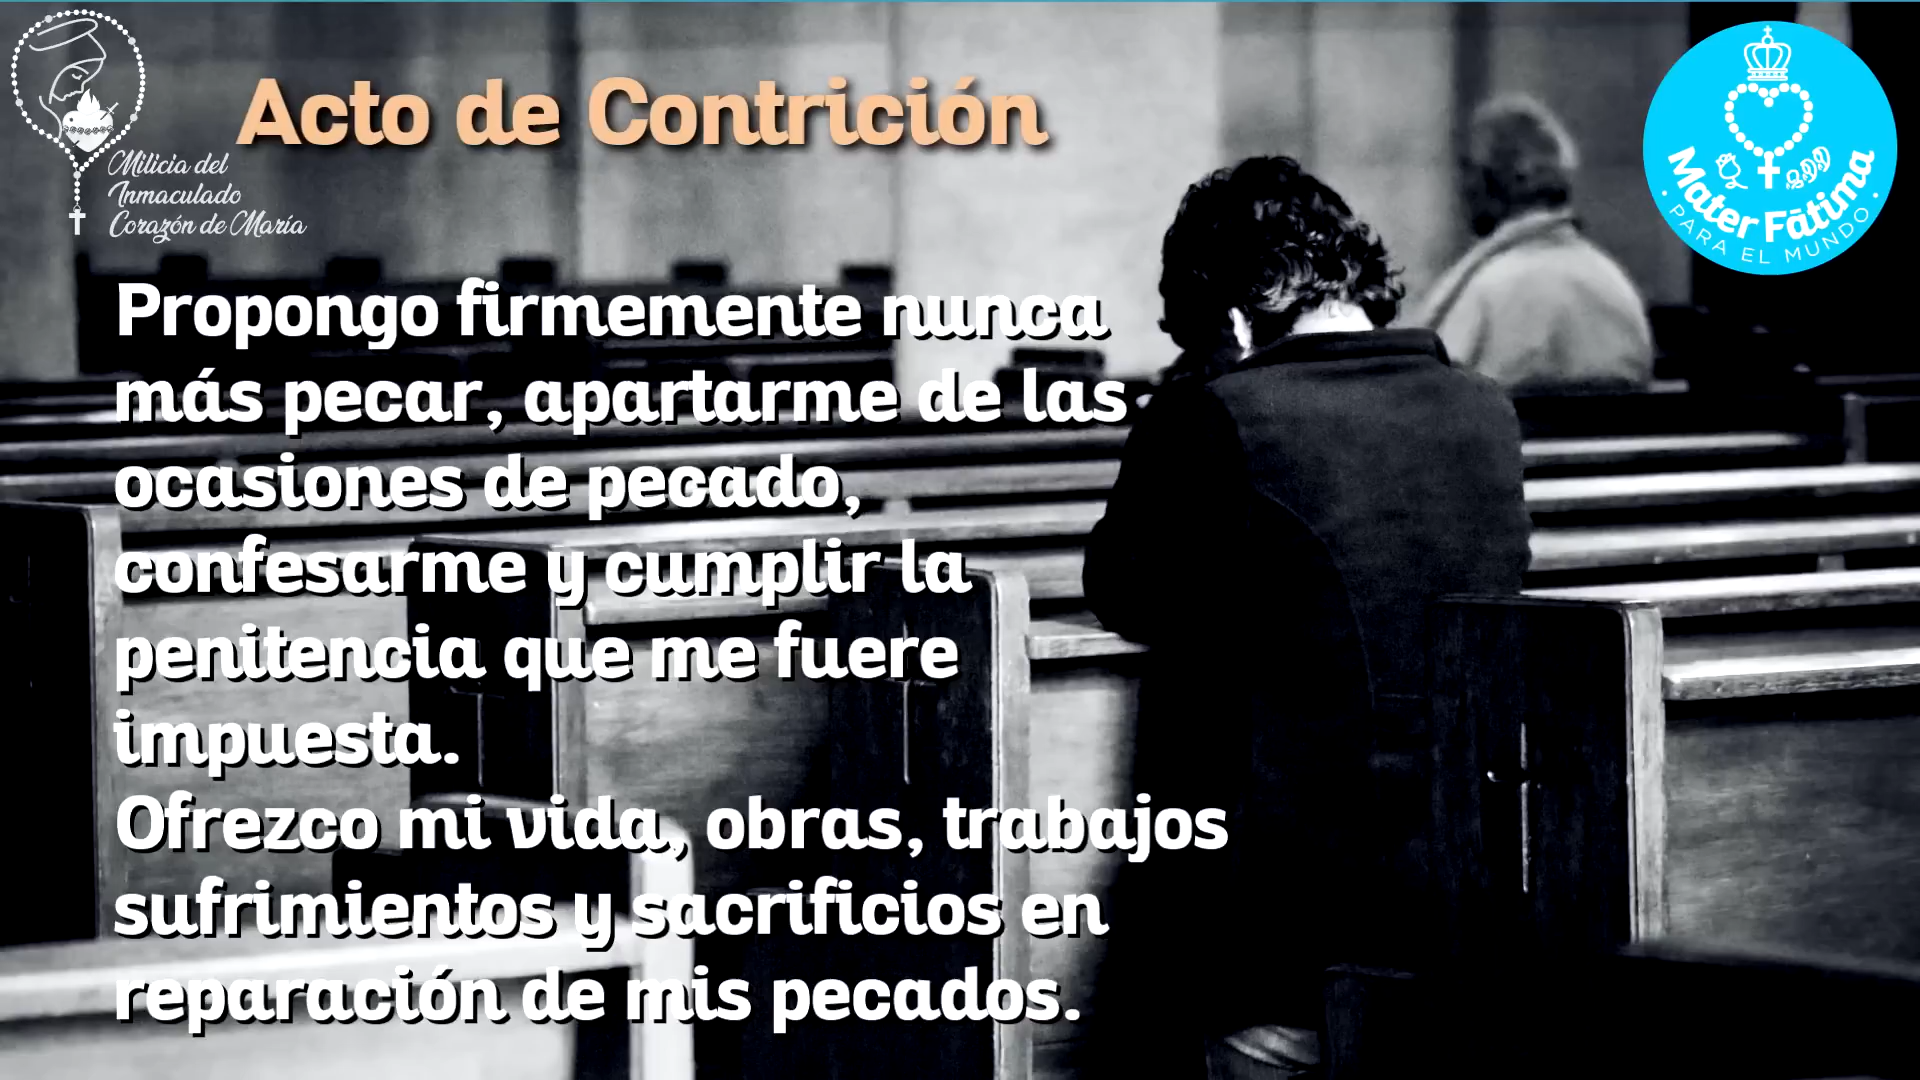 Acto de Contrición
Milicia del
Inmaculado
Corazón de María
Mater Fātima
· PARA EL MUNDO ·
Propongo firmemente nunca
más pecar, apartarme de las
ocasiones de pecado,
confesarme y cumplir la
penitencia que me fuere
impuesta.
Ofrezco mi vida, obras, trabajos
sufrimientos y sacrificios en
reparación de mis pecados.